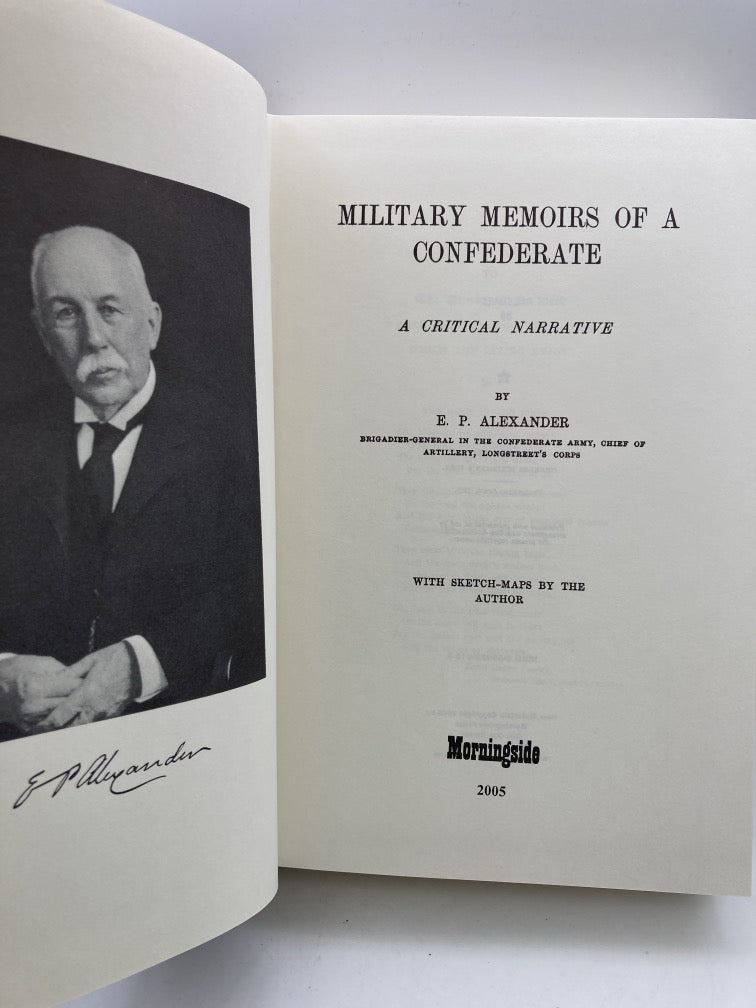 E P Alexander
MILITARY MEMOIRS OF A
CONFEDERATE
A CRITICAL NARRATIVE
BY
E. P. ALEXANDER
BRIGADIER-GENERAL IN THE CONFEDERATE ARMY, CHIEF OF
ARTILLERY, LONGSTREET'S CORPS
WITH SKETCH-MAPS BY THE
AUTHOR
Morningside
2005